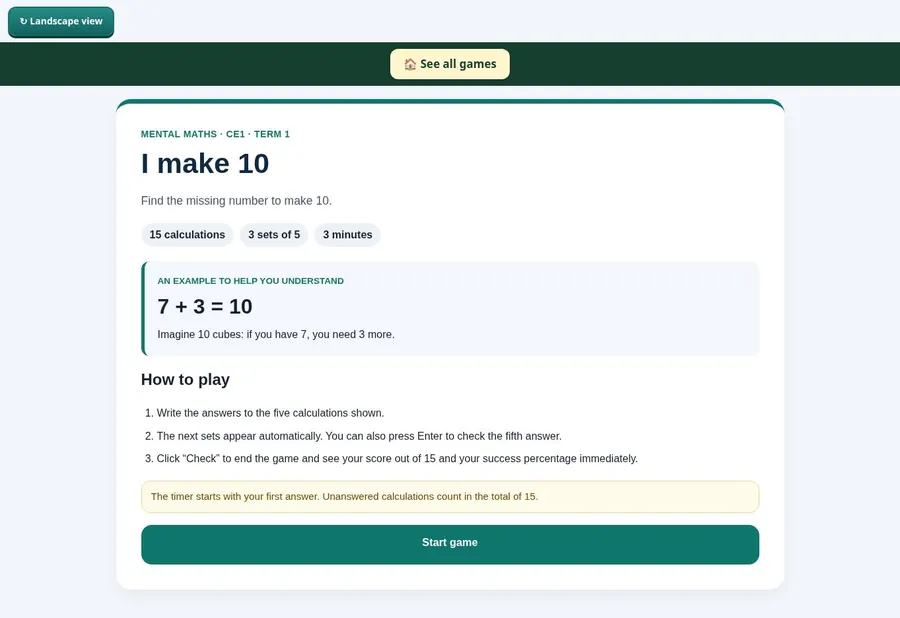 ↻ Landscape view
🏠 See all games
MENTAL MATHS · CE1 · TERM 1
I make 10
Find the missing number to make 10.
15 calculations
3 sets of 5
3 minutes
AN EXAMPLE TO HELP YOU UNDERSTAND
7 + 3 = 10
Imagine 10 cubes: if you have 7, you need 3 more.
How to play
1. Write the answers to the five calculations shown.
2. The next sets appear automatically. You can also press Enter to check the fifth answer.
3. Click “Check” to end the game and see your score out of 15 and your success percentage immediately.
The timer starts with your first answer. Unanswered calculations count in the total of 15.
Start game